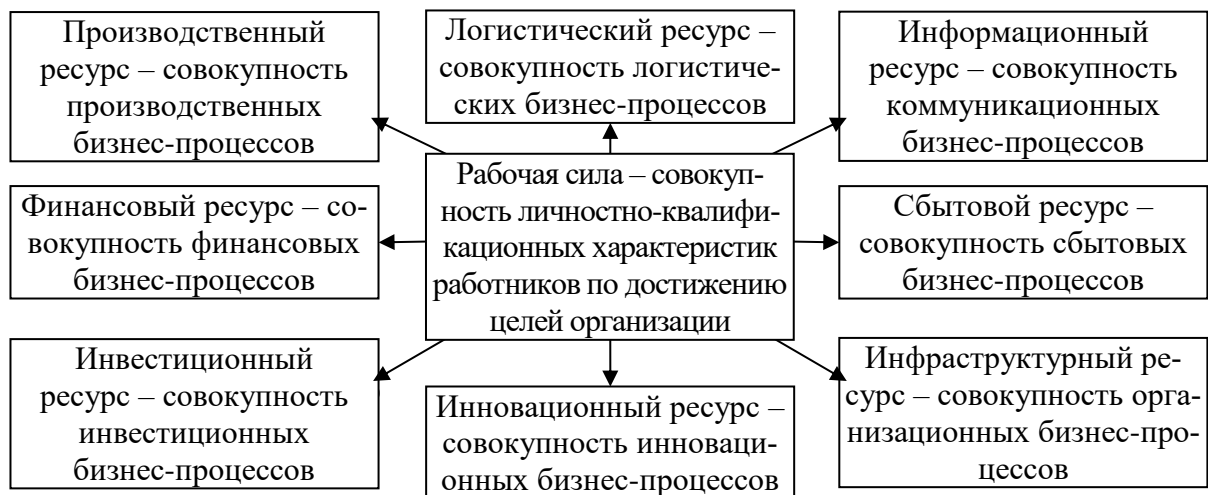 Производственный
ресурс – совокупность
производственных
бизнес-процессов
Логистический ресурс –
совокупность логистиче-
ских бизнес-процессов
Информационный
ресурс – совокупность
коммуникационных
бизнес-процессов
Финансовый ресурс – со-
вокупность финансовых
бизнес-процессов
Рабочая сила – совокуп-
ность личностно-квалифи-
кационных характеристик
работников по достижению
целей организации
Сбытовой ресурс –
совокупность сбытовых
бизнес-процессов
Инвестиционный
ресурс – совокупность
инвестиционных
бизнес-процессов
Инновационный ресурс –
совокупность инноваци-
онных бизнес-процессов
Инфраструктурный ре-
сурс – совокупность орга-
низационных бизнес-про-
цессов